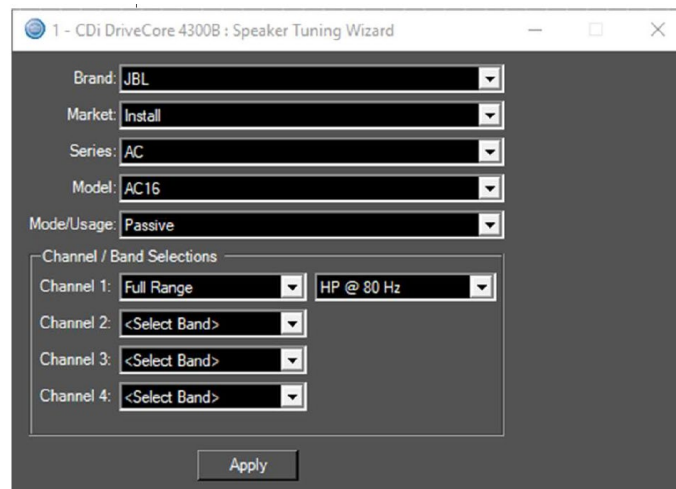 1 - CDi DriveCore 4300B : Speaker Tuning Wizard
Brand: JBL
Market: Install
Series: AC
Model: AC16
Mode/Usage: Passive
Channel / Band Selections
Channel 1: Full Range HP @ 80 Hz
Channel 2: <Select Band>
Channel 3: <Select Band>
Channel 4: <Select Band>
Apply